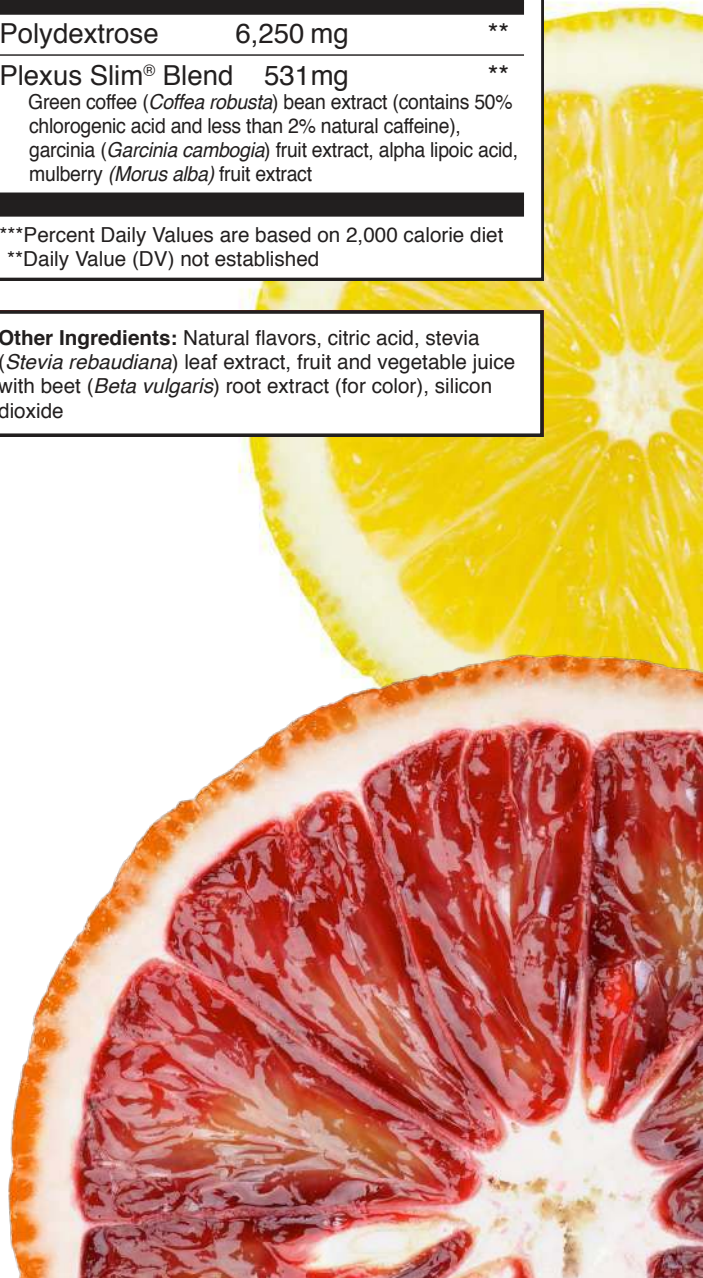 Polydextrose 6,250 mg **
Plexus Slim® Blend 531mg **
Green coffee (Coffea robusta) bean extract (contains 50%
chlorogenic acid and less than 2% natural caffeine),
garcinia (Garcinia cambogia) fruit extract, alpha lipoic acid,
mulberry (Morus alba) fruit extract
***Percent Daily Values are based on 2,000 calorie diet
**Daily Value (DV) not established
Other Ingredients: Natural flavors, citric acid, stevia
(Stevia rebaudiana) leaf extract, fruit and vegetable juice
with beet (Beta vulgaris) root extract (for color), silicon
dioxide